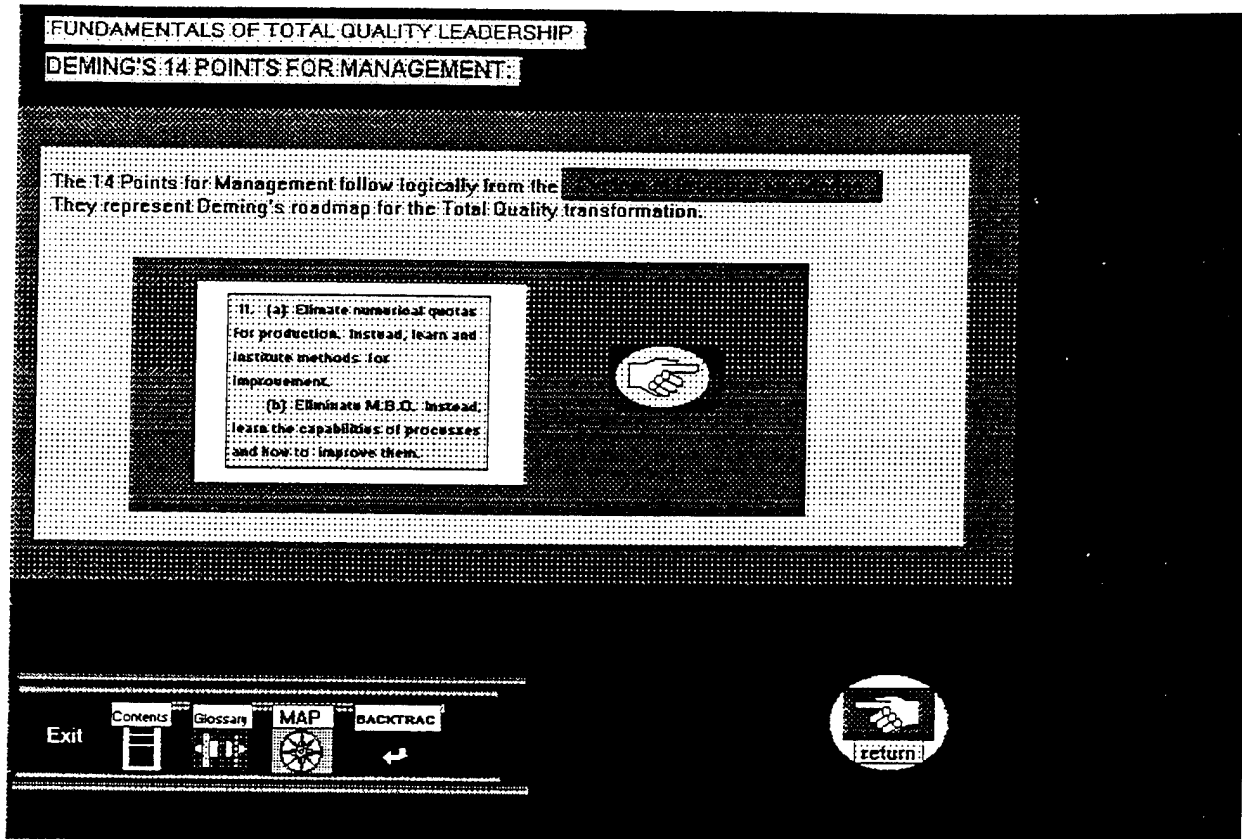 FUNDAMENTALS OF TOTAL QUALITY LEADERSHIP
DEMING'S 14 POINTS FOR MANAGEMENT
The 14 Points for Management follow logically from the
They represent Deming's roadmap for the Total Quality transformation.
11. (a) Elimate numerical quotas
for production. Instead, learn and
institute methods for
improvement.
(b) Eliminate M.B.O. Instead,
learn the capabilities of processes
and how to improve them.
Exit
Contents
Glossary
MAP
BACKTRAC
return